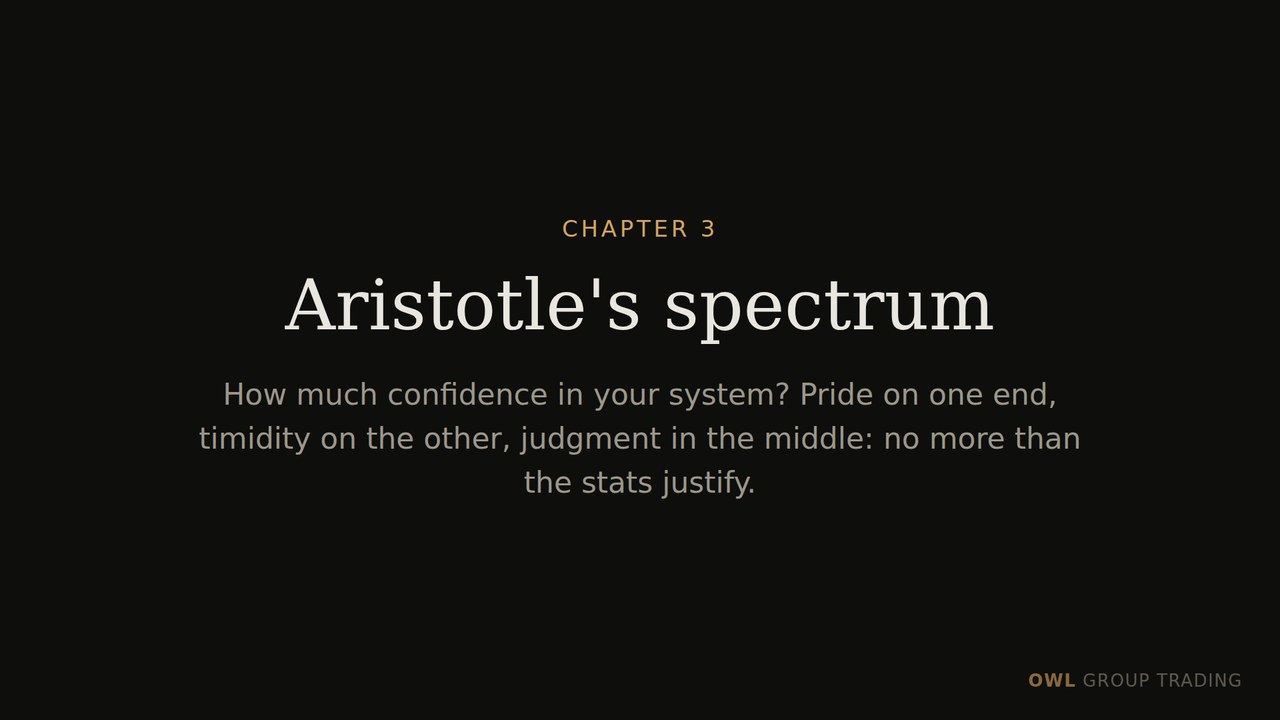 CHAPTER 3
Aristotle's spectrum
How much confidence in your system? Pride on one end,
timidity on the other, judgment in the middle: no more than
the stats justify.
OWL GROUP TRADING